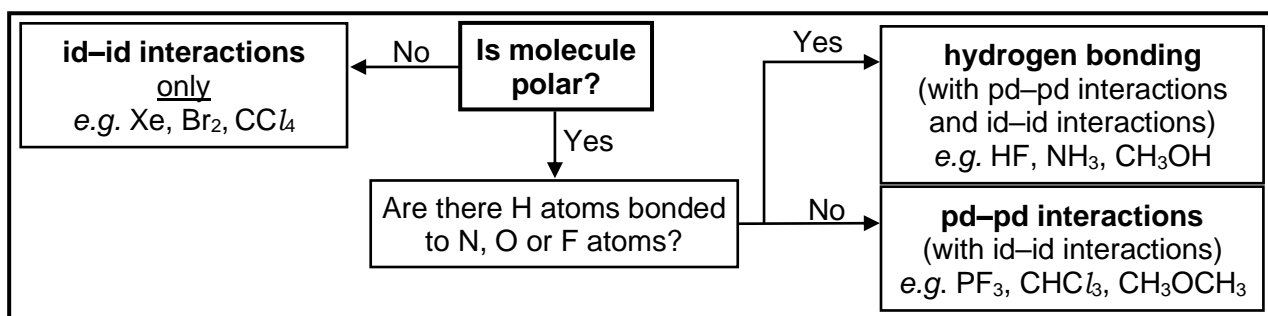 id–id interactions
only
e.g. Xe, Br₂, CCl₄
No
Is molecule
polar?
Yes
Are there H atoms bonded
to N, O or F atoms?
Yes
hydrogen bonding
(with pd–pd interactions
and id–id interactions)
e.g. HF, NH₃, CH₃OH
No
pd–pd interactions
(with id–id interactions)
e.g. PF₃, CHCl₃, CH₃OCH₃